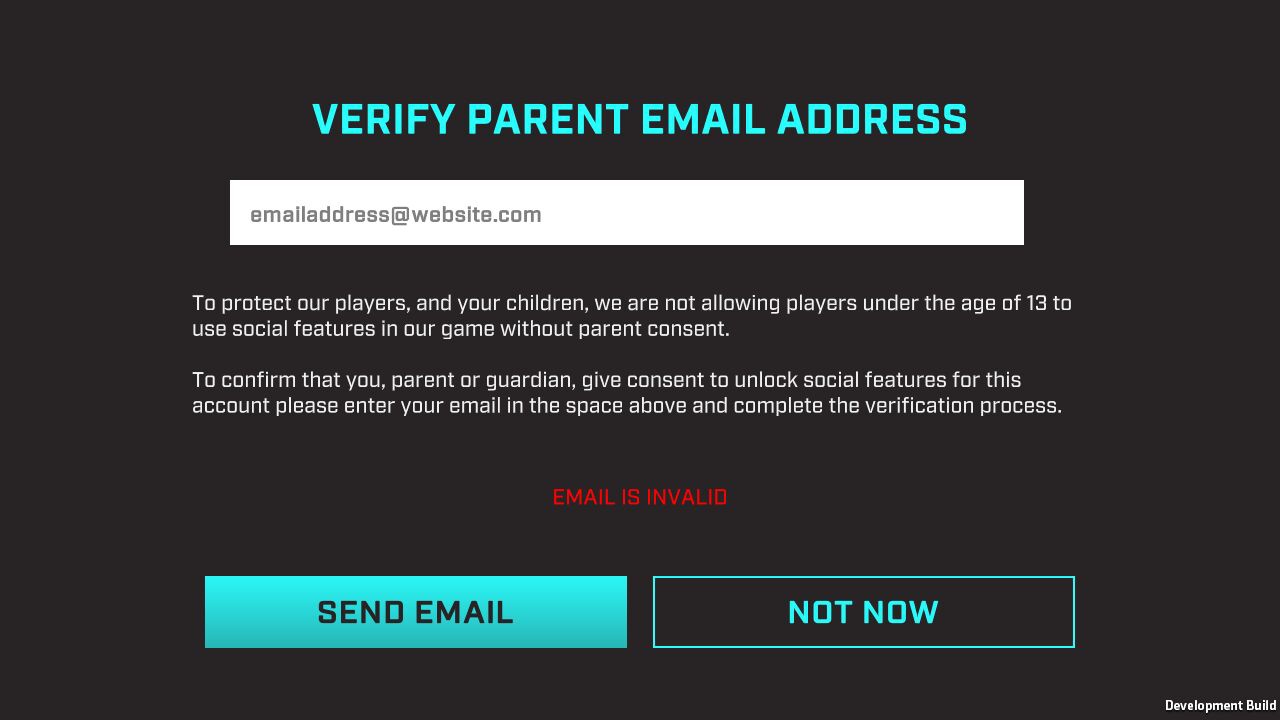 VERIFY PARENT EMAIL ADDRESS
emailaddress@website.com
To protect our players, and your children, we are not allowing players under the age of 13 to
use social features in our game without parent consent.
To confirm that you, parent or guardian, give consent to unlock social features for this
account please enter your email in the space above and complete the verification process.
EMAIL IS INVALID
SEND EMAIL
NOT NOW
Development Build